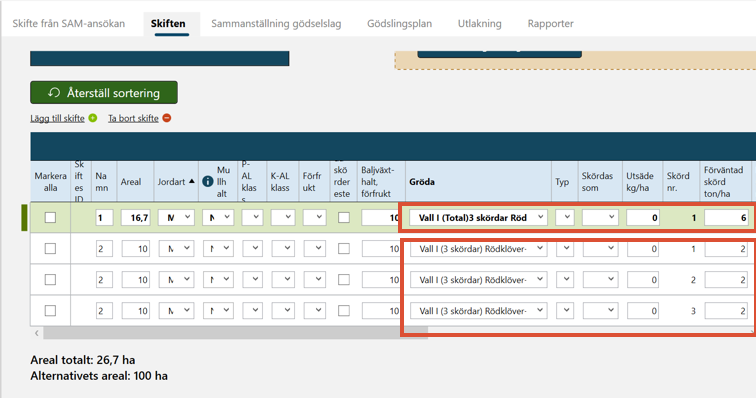 Skifte från SAM-ansökan Skiften Sammanställning gödselslag Gödslingsplan Utlakning Rapporter
Återställ sortering
Lägg till skifte Ta bort skifte
Markera alla Sk ift es ID Na mn Areal Jordart Mu llh alt P-AL klas s K-AL klass Förfr ukt skö rder este Baljväxt- halt, förfrukt Gröda Typ Skördas som Utsäde kg/ha Skörd nr. Förväntad skörd ton/ha
1 16,7 10 Vall I (Total)3 skördar Röd 0 1 6
2 10 10 Vall I (3 skördar) Rödklöver- 0 1 2
2 10 10 Vall I (3 skördar) Rödklöver- 0 2 2
2 10 10 Vall I (3 skördar) Rödklöver- 0 3 2
Areal totalt: 26,7 ha
Alternativets areal: 100 ha